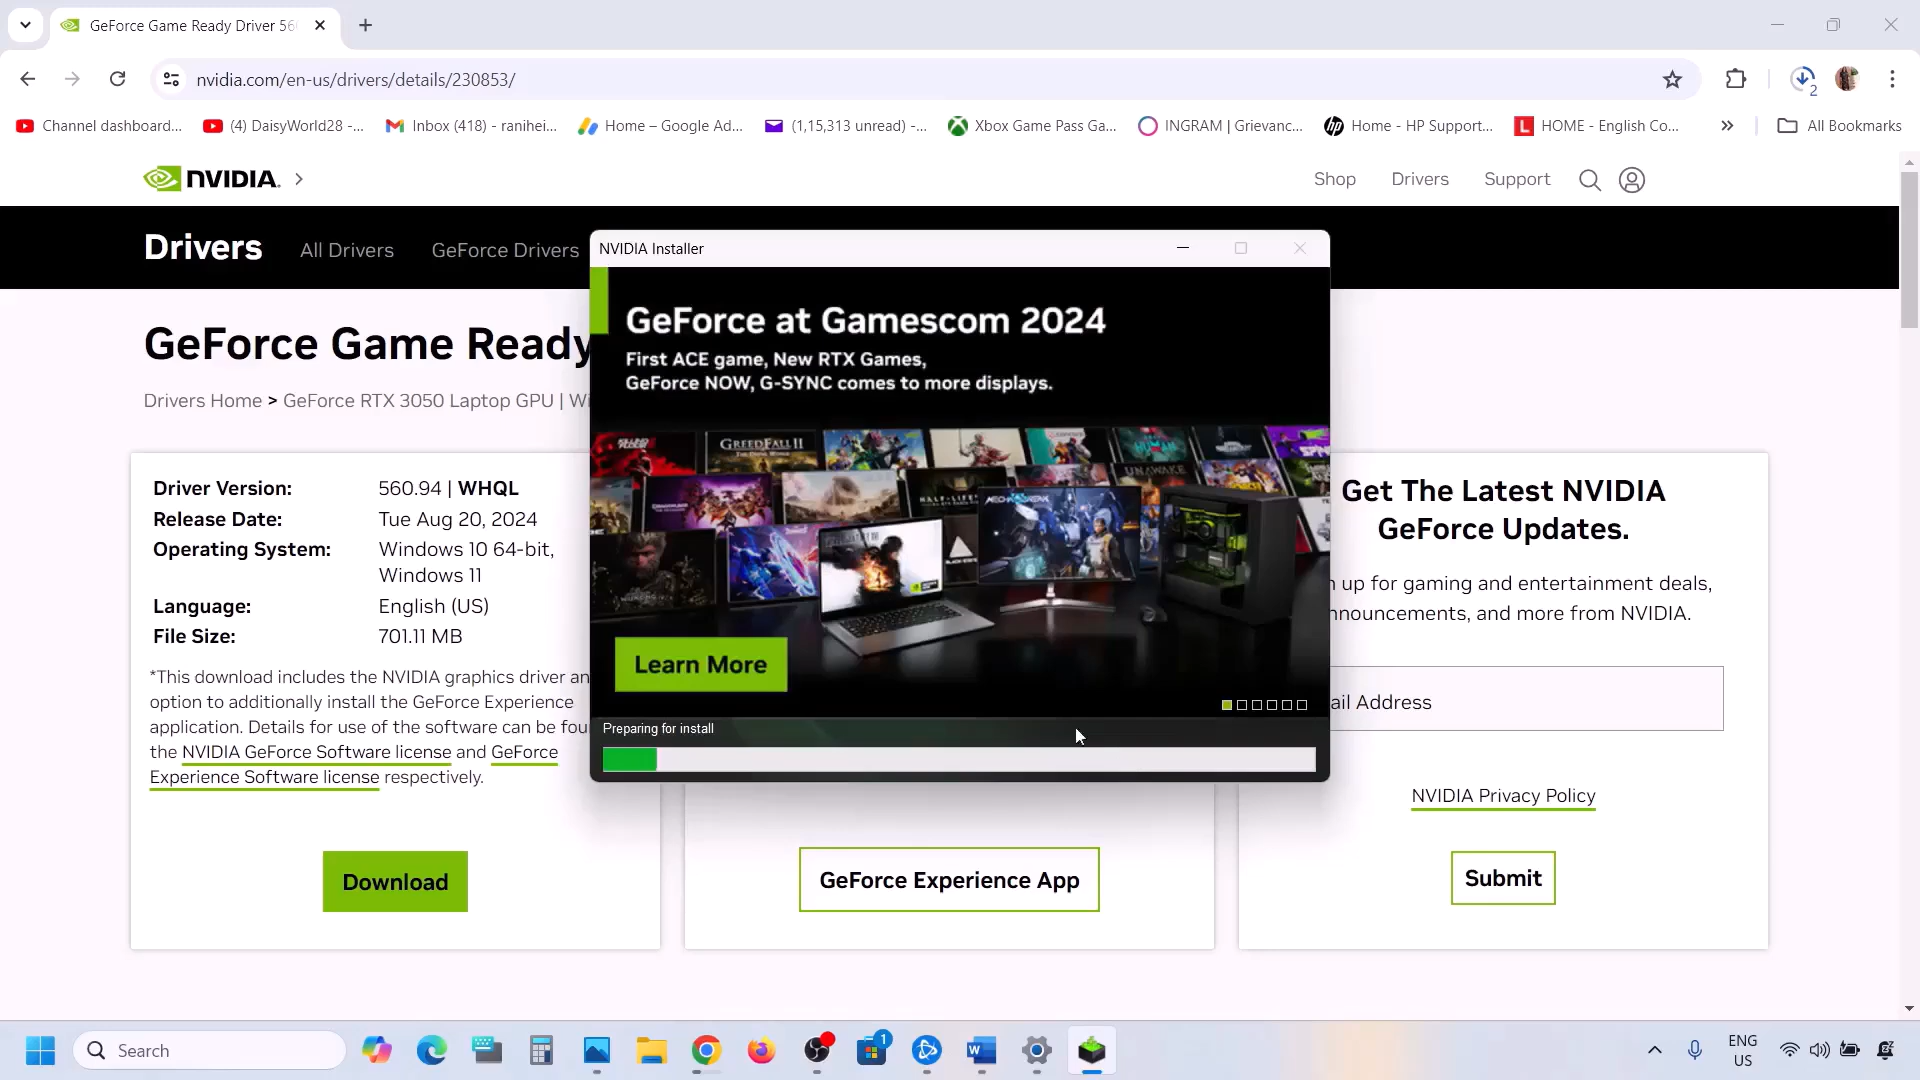 GeForce Game Ready Driver 56
nvidia.com/en-us/drivers/details/230853/
2
Channel dashboard...
(4) DaisyWorld28 -...
Inbox (418) - ranihei...
Home – Google Ad...
(1,15,313 unread) -...
Xbox Game Pass Ga...
INGRAM | Grievanc...
Home - HP Support...
HOME - English Co...
All Bookmarks
NVIDIA.
Shop
Drivers
Support
Drivers
All Drivers
GeForce Drivers
NVIDIA Installer
GeForce Game Ready
Drivers Home > GeForce RTX 3050 Laptop GPU | Wi
GeForce at Gamescom 2024
First ACE game, New RTX Games,
GeForce NOW, G-SYNC comes to more displays.
GREEDFALL II
HALF-LIFE
UNAWAKE
MECHA BREAK
Learn More
Preparing for install
Driver Version: 560.94 | WHQL
Release Date: Tue Aug 20, 2024
Operating System: Windows 10 64-bit,
Windows 11
Language: English (US)
File Size: 701.11 MB
*This download includes the NVIDIA graphics driver an
option to additionally install the GeForce Experience
application. Details for use of the software can be fou
the NVIDIA GeForce Software license and GeForce
Experience Software license respectively.
Download
GeForce Experience App
Get The Latest NVIDIA
GeForce Updates.
n up for gaming and entertainment deals,
nnouncements, and more from NVIDIA.
ail Address
NVIDIA Privacy Policy
Submit
Search
1
ENG
US